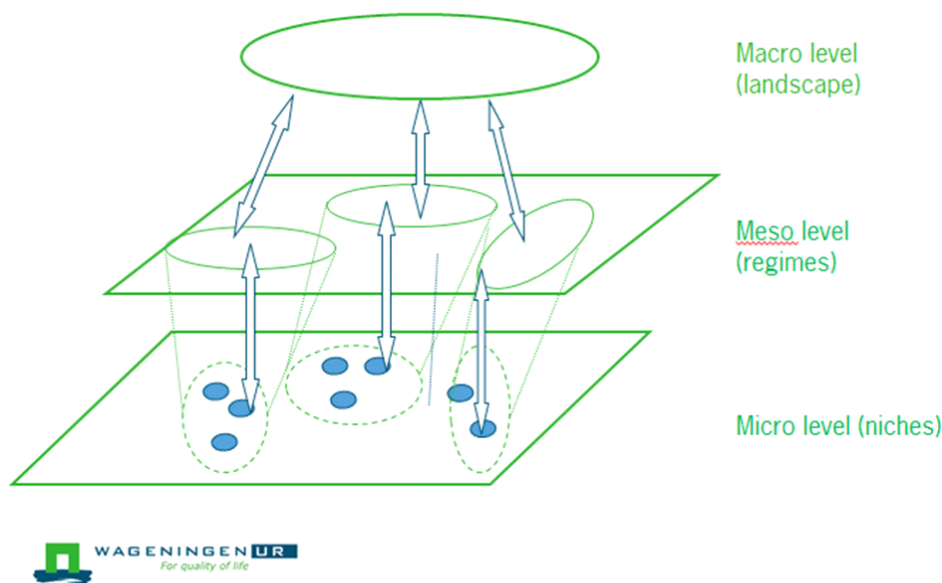 Macro level
(landscape)
Meso level
(regimes)
Micro level (niches)
WAGENINGEN UR
For quality of life